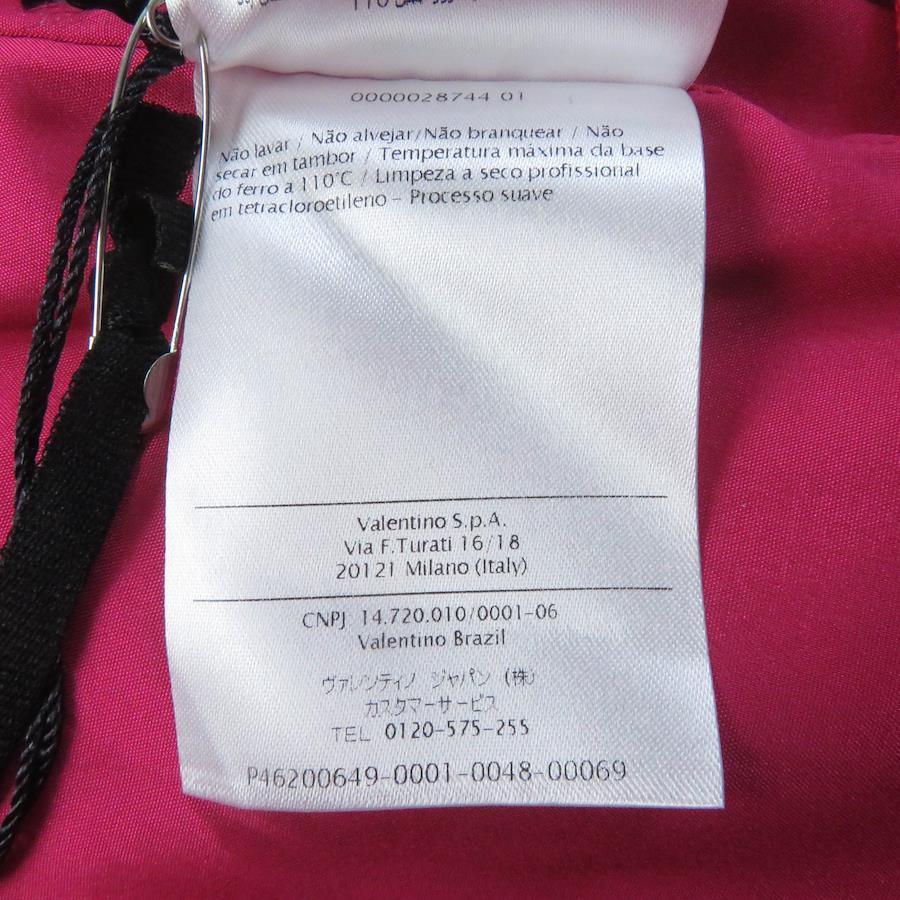 0000028744 01
Não lavar / Não alvejar/Não branquear / Não
secar em tambor / Temperatura máxima da base
do ferro a 110°C / Limpeza a seco profissional
em tetracloroetileno – Processo suave
Valentino S.p.A.
Via F.Turati 16/18
20121 Milano (Italy)
CNPJ 14.720.010/0001-06
Valentino Brazil
ヴァレンティノ ジャパン (株)
カスタマーサービス
TEL 0120-575-255
P46200649-0001-0048-00069